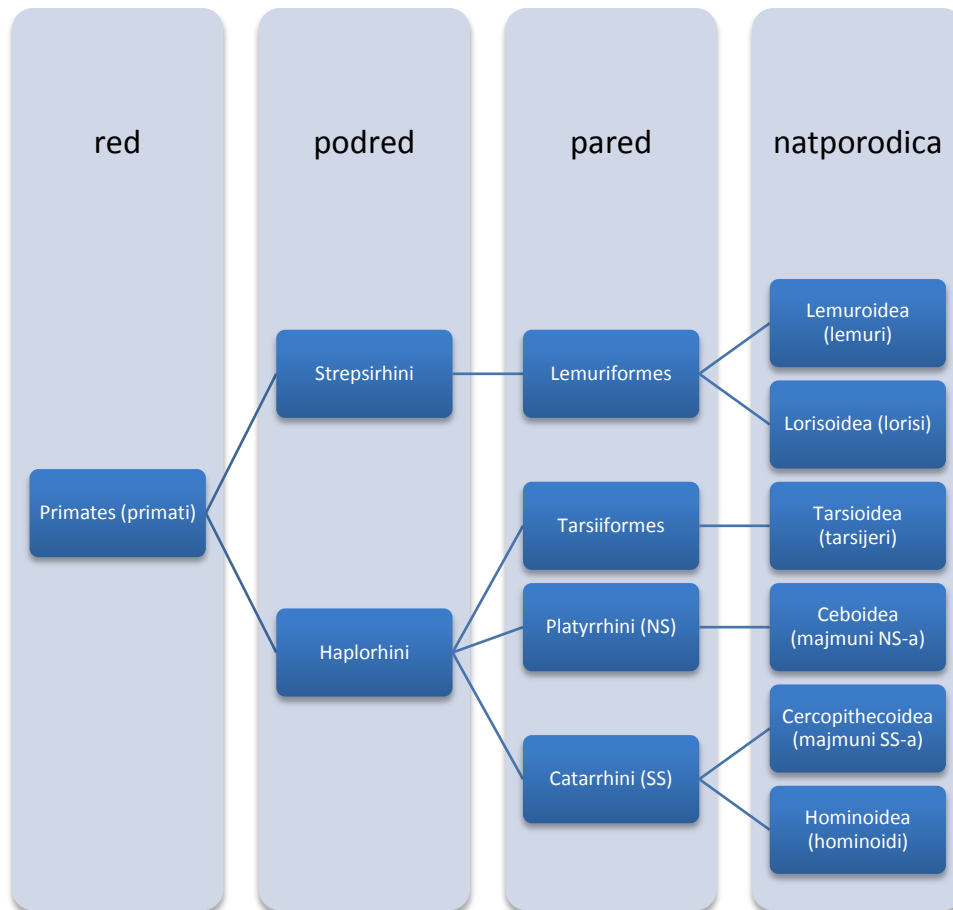 red
podred
pared
natporodica
Primates (primati)
Strepsirhini
Haplorhini
Lemuriformes
Tarsiiformes
Platyrrhini (NS)
Catarrhini (SS)
Lemuroidea
(lemuri)
Lorisoidea (lorisi)
Tarsioidea
(tarsijeri)
Ceboidea
(majmuni NS-a)
Cercopithecoidea
(majmuni SS-a)
Hominoidea
(hominoidi)